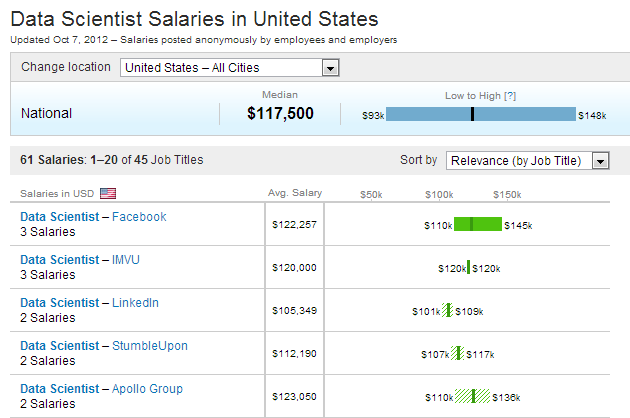 Data Scientist Salaries in United States
Updated Oct 7, 2012 – Salaries posted anonymously by employees and employers
Change location United States – All Cities
Median Low to High [?]
National $117,500 $93k $148k
61 Salaries: 1–20 of 45 Job Titles Sort by Relevance (by Job Title)
Salaries in USD Avg. Salary $50k $100k $150k
Data Scientist – Facebook
3 Salaries
$122,257 $110k $145k
Data Scientist – IMVU
3 Salaries
$120,000 $120k $120k
Data Scientist – LinkedIn
2 Salaries
$105,349 $101k $109k
Data Scientist – StumbleUpon
2 Salaries
$112,190 $107k $117k
Data Scientist – Apollo Group
2 Salaries
$123,050 $110k $136k